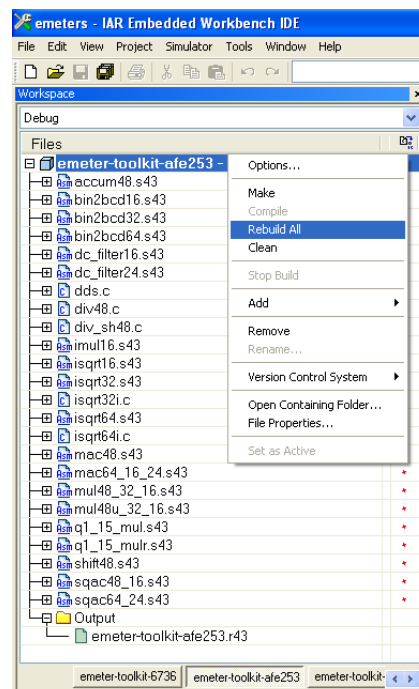 emeters - IAR Embedded Workbench IDE
File Edit View Project Simulator Tools Window Help
Workspace
Debug
Files
emeter-toolkit-afe253 -
accum48.s43
bin2bcd16.s43
bin2bcd32.s43
bin2bcd64.s43
dc_filter16.s43
dc_filter24.s43
dds.c
div48.c
div_sh48.c
imul16.s43
isqrt16.s43
isqrt32.s43
isqrt32i.c
isqrt64.s43
isqrt64i.c
mac48.s43
mac64_16_24.s43
mul48_32_16.s43
mul48u_32_16.s43
q1_15_mul.s43
q1_15_mulr.s43
shift48.s43
sqac48_16.s43
sqac64_24.s43
Output
emeter-toolkit-afe253.r43
Options...
Make
Compile
Rebuild All
Clean
Stop Build
Add
Remove
Rename...
Version Control System
Open Containing Folder...
File Properties...
Set as Active
emeter-toolkit-6736 emeter-toolkit-afe253 emeter-toolkit-